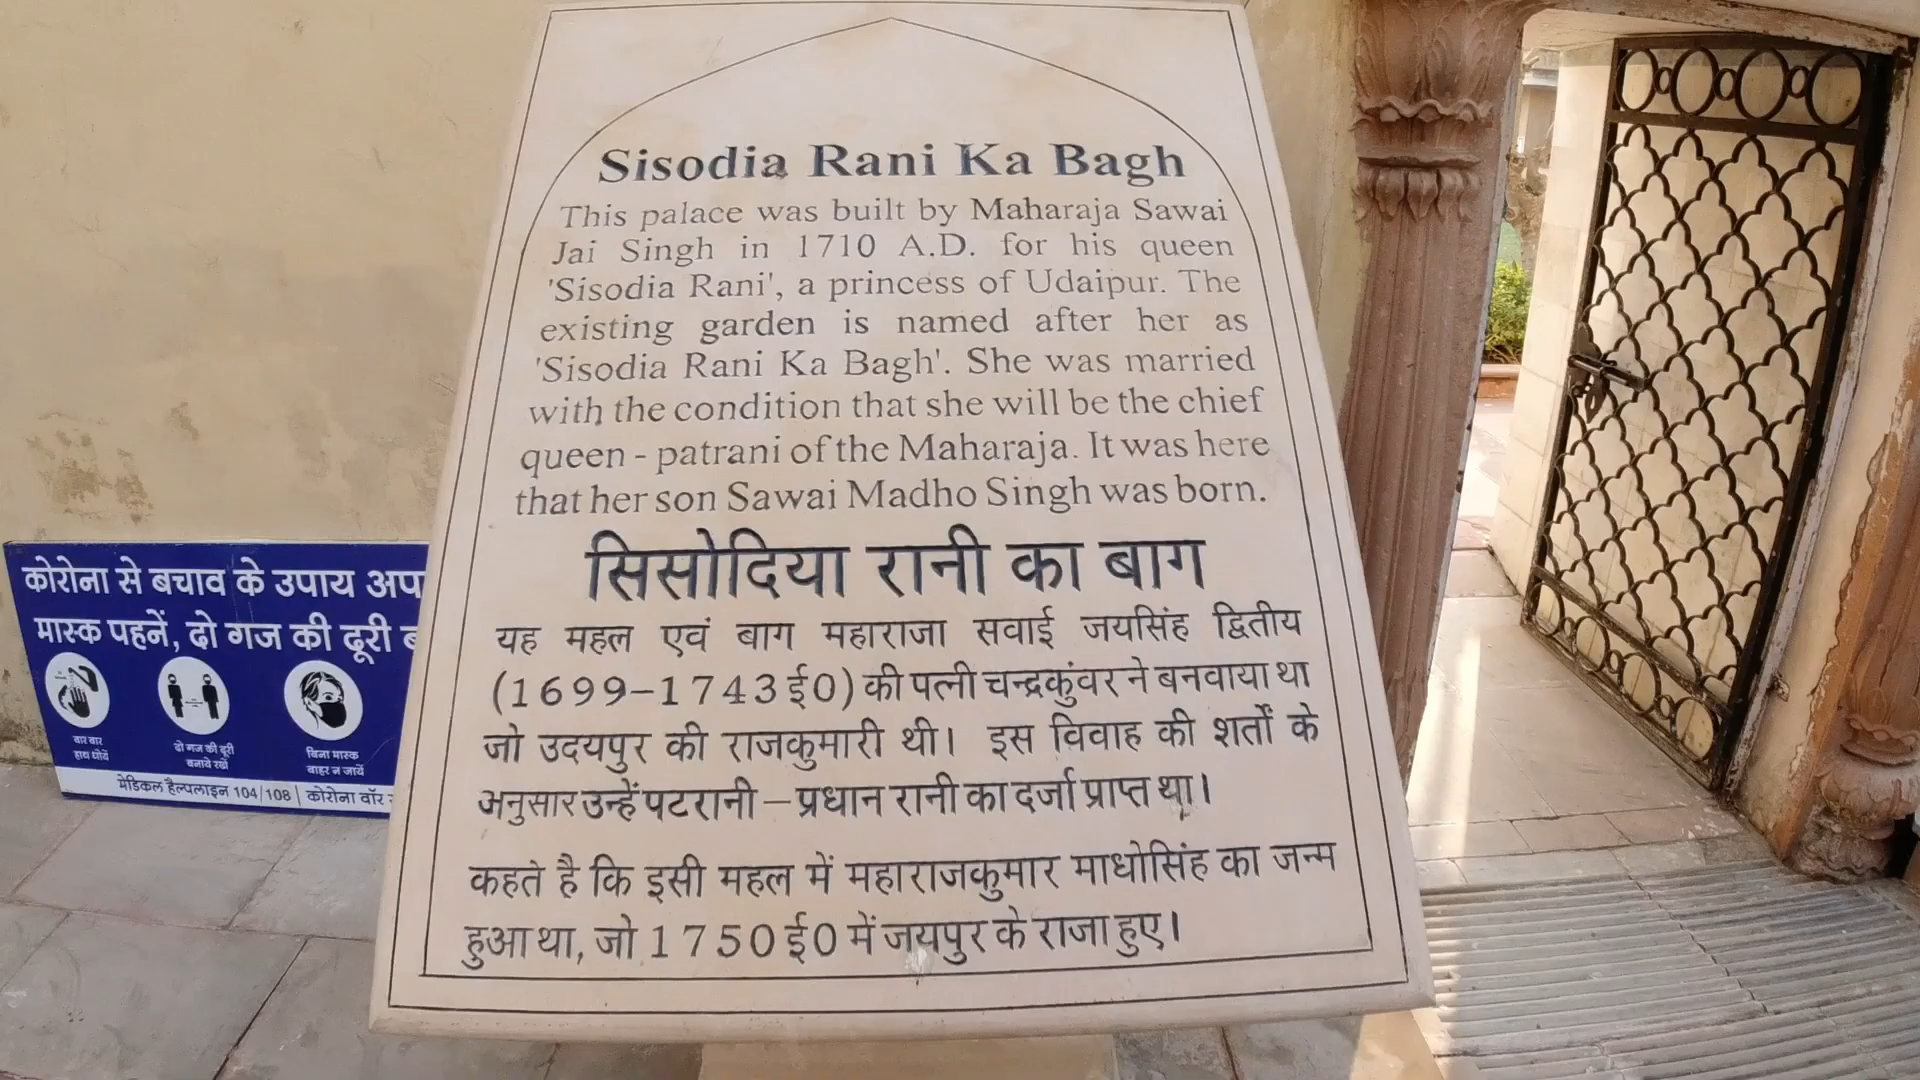 Sisodia Rani Ka Bagh
This palace was built by Maharaja Sawai
Jai Singh in 1710 A.D. for his queen
'Sisodia Rani', a princess of Udaipur. The
existing garden is named after her as
'Sisodia Rani Ka Bagh'. She was married
with the condition that she will be the chief
queen - patrani of the Maharaja. It was here
that her son Sawai Madho Singh was born.
सिसोदिया रानी का बाग
यह महल एवं बाग महाराजा सवाई जयसिंह द्वितीय
(1699-1743ई0) की पत्नी चन्द्रकुंवर ने बनवाया था
जो उदयपुर की राजकुमारी थी। इस विवाह की शर्तों के
अनुसार उन्हें पटरानी – प्रधान रानी का दर्जा प्राप्त था।
कहते है कि इसी महल में महाराजकुमार माधोसिंह का जन्म
हुआ था, जो 1750ई0 में जयपुर के राजा हुए।
कोरोना से बचाव के उपाय अप
मास्क पहनें, दो गज की दूरी
बार बार
हाथ धोयें
दो गज की दूरी
बनाये रखें
बिना मास्क
बाहर न जायें
मेडिकल हैल्पलाइन 104/108 | कोरोना वॉर